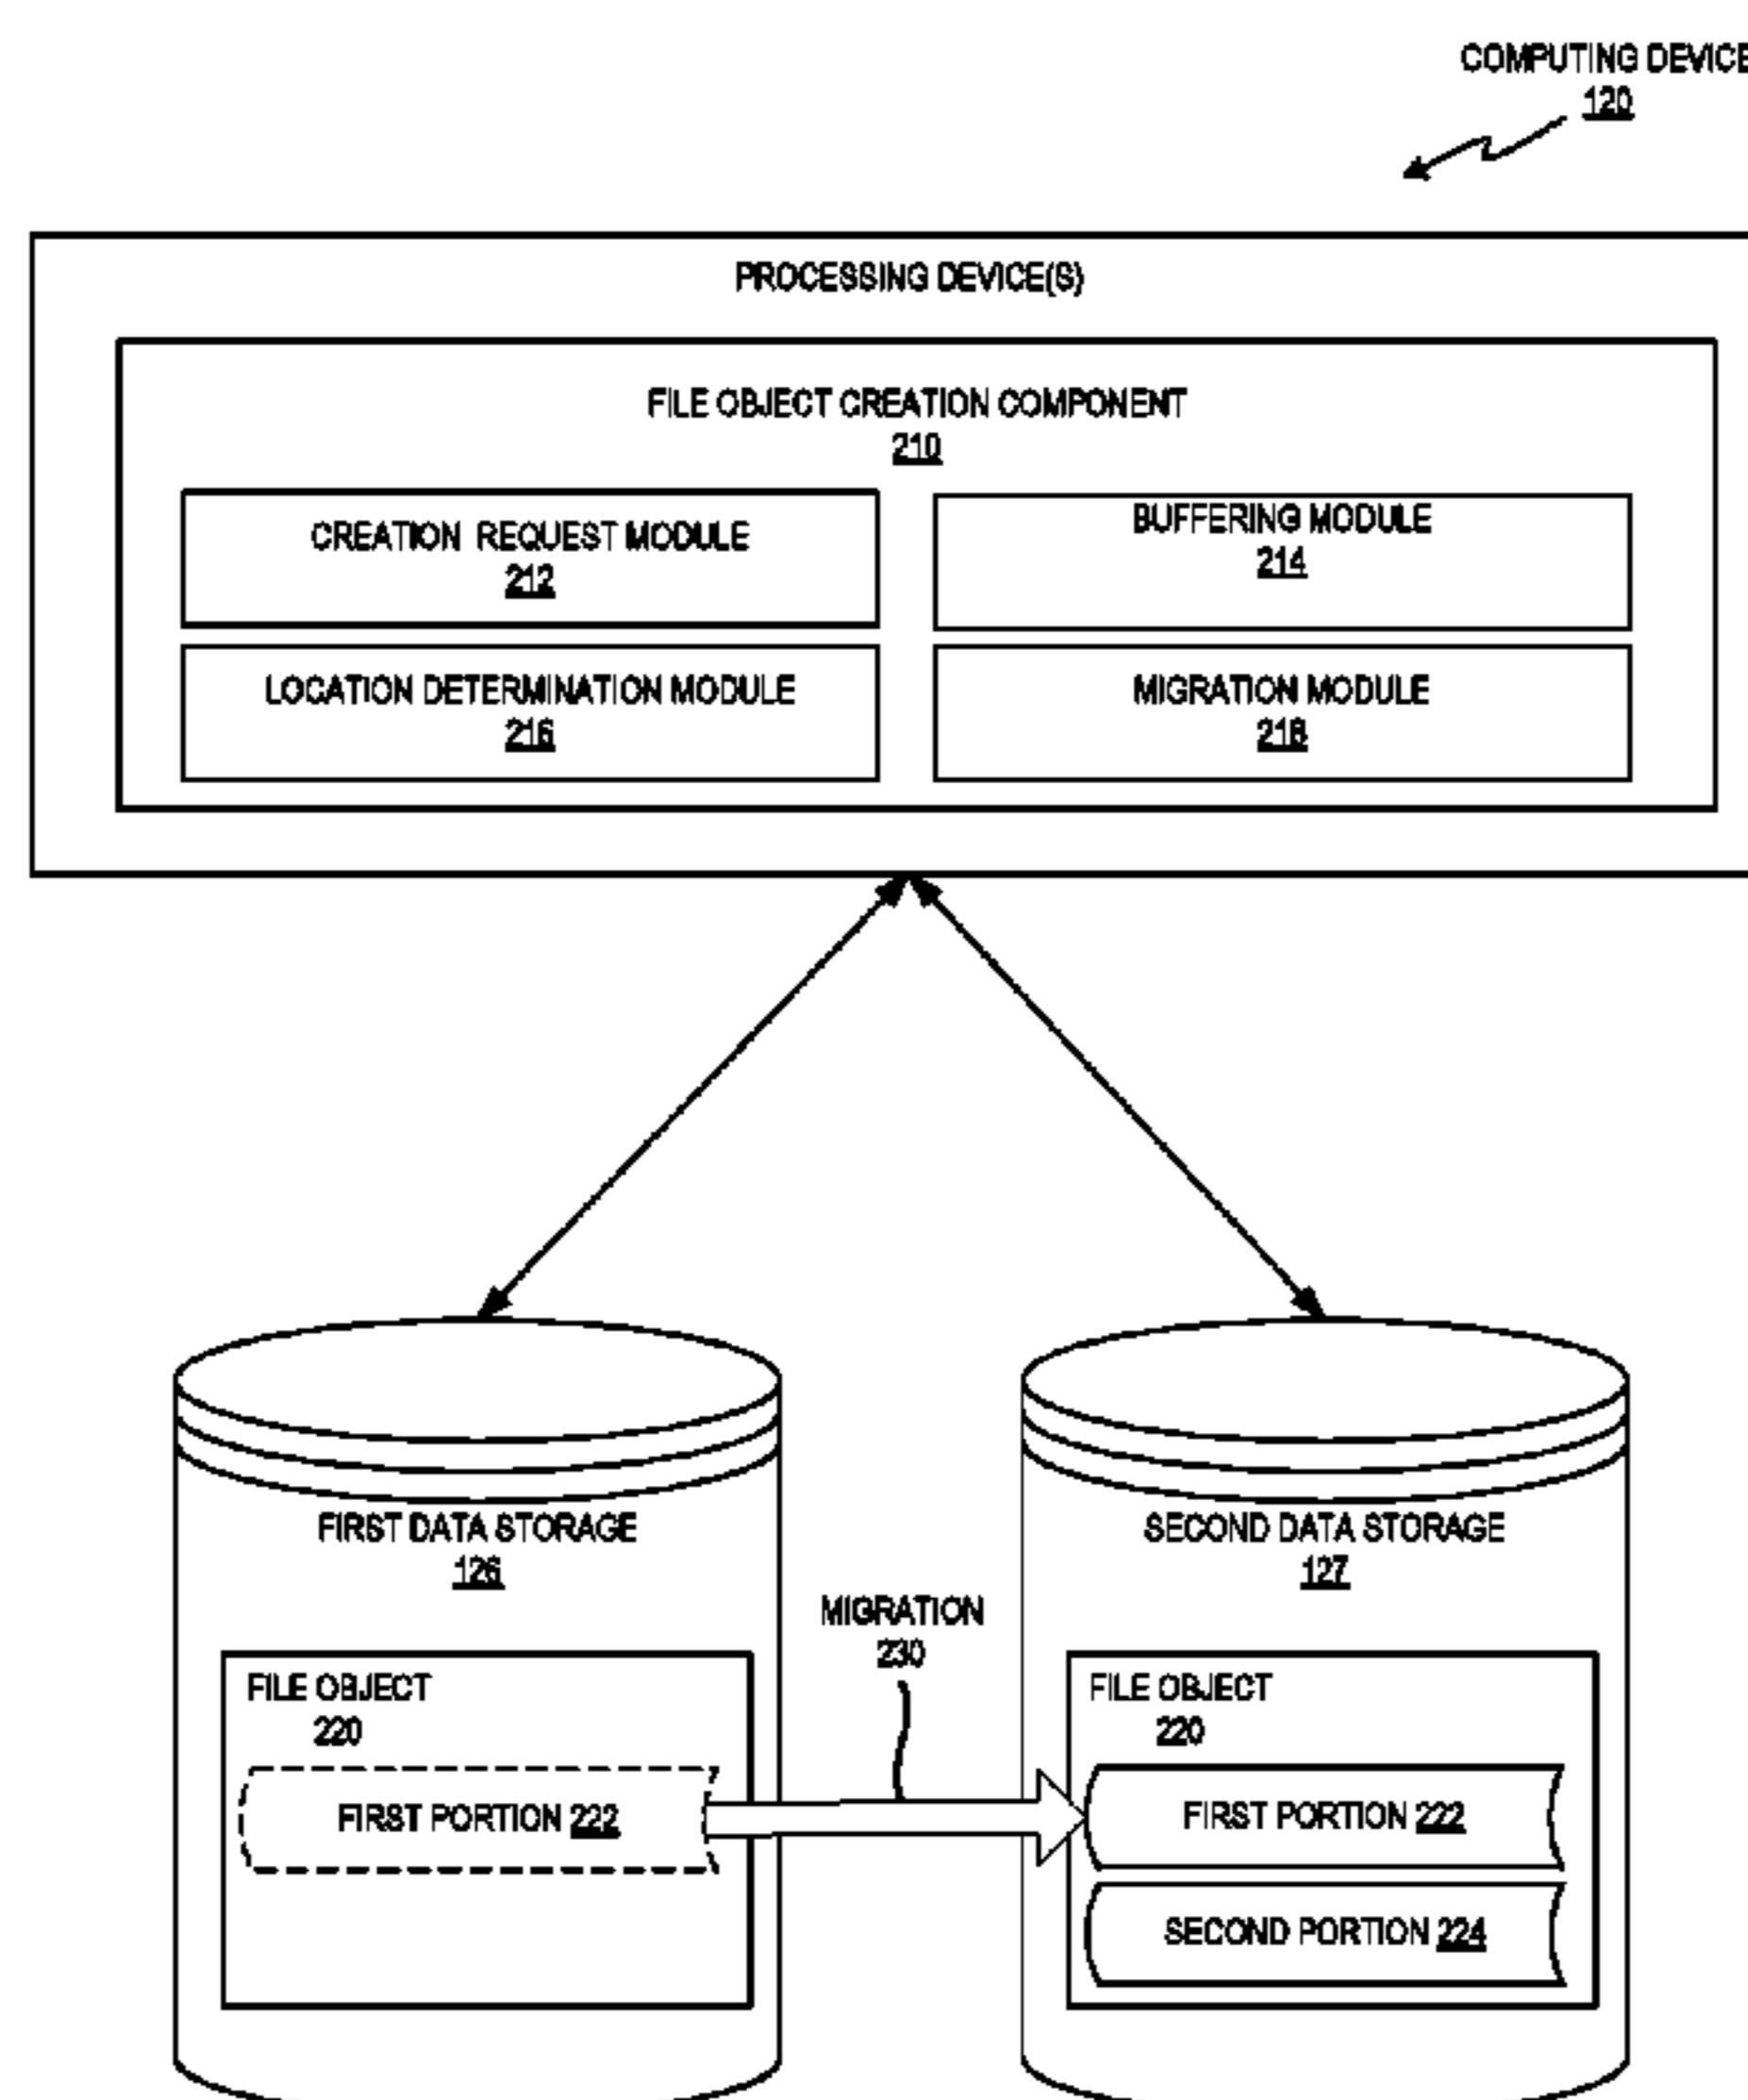 COMPUTING DEVICE
120
PROCESSING DEVICE(S)
FILE OBJECT CREATION COMPONENT
210
CREATION REQUEST MODULE
212
BUFFERING MODULE
214
LOCATION DETERMINATION MODULE
216
MIGRATION MODULE
218
FIRST DATA STORAGE
126
SECOND DATA STORAGE
127
MIGRATION
230
FILE OBJECT
220
FIRST PORTION 222
FILE OBJECT
220
FIRST PORTION 222
SECOND PORTION 224